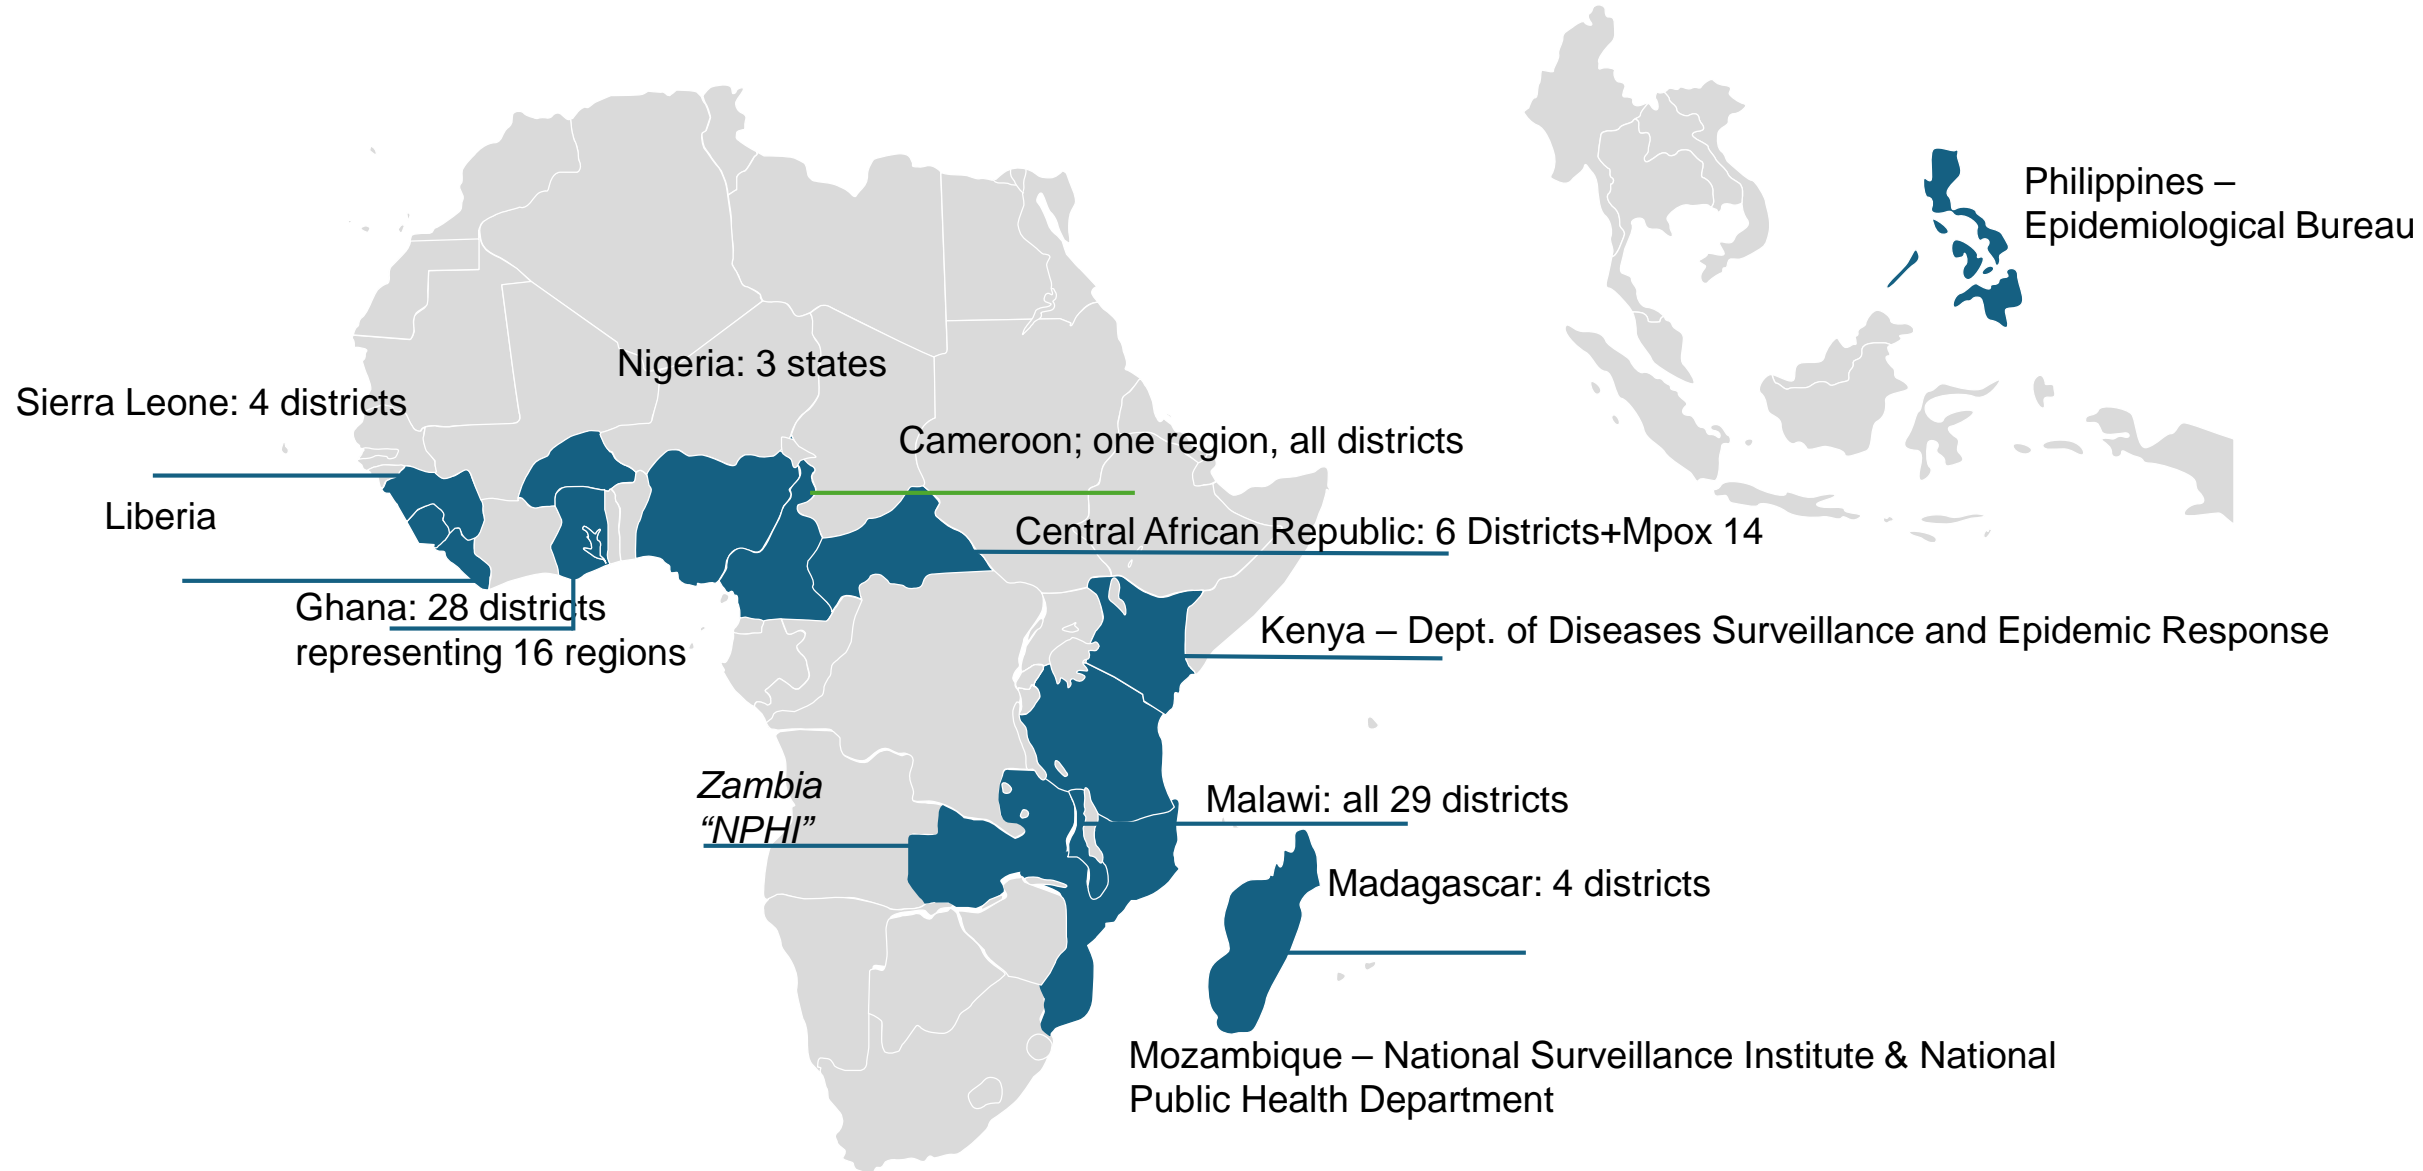 Philippines –
Epidemiological Bureau
Nigeria: 3 states
Sierra Leone: 4 districts
Cameroon; one region, all districts
Liberia
Central African Republic: 6 Districts+Mpox 14
Ghana: 28 districts
representing 16 regions
Kenya – Dept. of Diseases Surveillance and Epidemic Response
Zambia
“NPHI”
Malawi: all 29 districts
Madagascar: 4 districts
Mozambique – National Surveillance Institute & National
Public Health Department